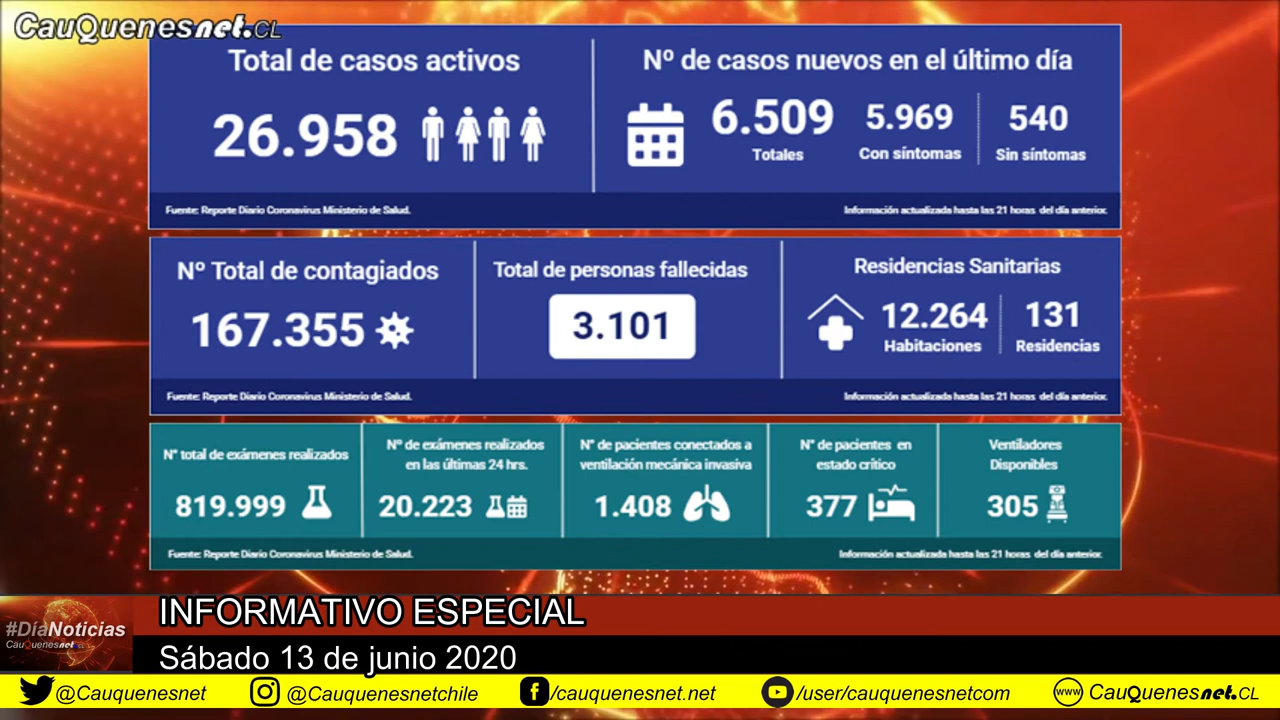 CauQuenesnet.CL
Total de casos activos
26.958
Nº de casos nuevos en el último día
6.509
Totales
5.969
Con síntomas
540
Sin síntomas
Fuente: Reporte Diario Coronavirus Ministerio de Salud.
Información actualizada hasta las 21 horas del día anterior.
Nº Total de contagiados
167.355
Total de personas fallecidas
3.101
Residencias Sanitarias
12.264
Habitaciones
131
Residencias
Fuente: Reporte Diario Coronavirus Ministerio de Salud.
Información actualizada hasta las 21 horas del día anterior.
N° total de exámenes realizados
819.999
Nº de exámenes realizados
en las últimas 24 hrs.
20.223
N° de pacientes conectados a
ventilación mecánica invasiva
1.408
N° de pacientes en
estado crítico
377
Ventiladores
Disponibles
305
Fuente: Reporte Diario Coronavirus Ministerio de Salud.
Información actualizada hasta las 21 horas del día anterior.
#DíaNoticias
CauQuenesnet.CL
INFORMATIVO ESPECIAL
Sábado 13 de junio 2020
@Cauquenesnet
@Cauquenesnetchile
/cauquenesnet.net
/user/cauquenesnetcom
www
CauQuenesnet.CL